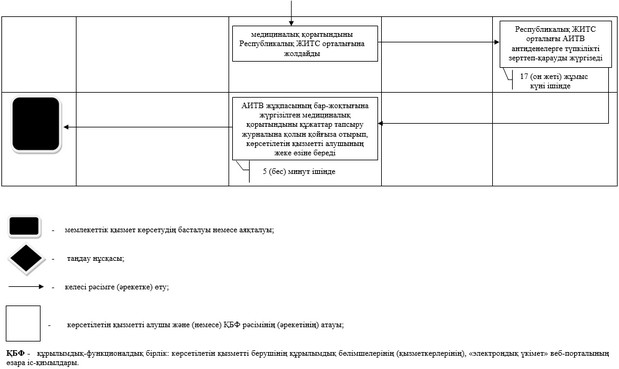 медициналық қорытындыны
Республикалық ЖИТС орталығына
жолдайды
Республикалық ЖИТС
орталығы АИТВ
антиденелерге түпкілікті
зерттеп-қарауды жүргізеді
17 (он жеті) жұмыс
күні ішінде
АИТВ жұқпасының бар-жоқтығына
жүргізілген медициналық
қорытындыны құжаттар тапсыру
журналына қолын қойғыза отырып,
көрсетілетін қызметті алушының
жеке өзіне береді
5 (бес) минут ішінде
- мемлекеттік қызмет көрсетудің басталуы немесе аяқталуы;
- таңдау нұсқасы;
- келесі рәсімге (әрекетке) өту;
- көрсетілетін қызметті алушы және (немесе) ҚБФ рәсімінің (әрекетінің) атауы;
ҚБФ - құрылымдық-функционалдық бірлік: көрсетілетін қызметті берушінің құрылымдық бөлімшелерінің (қызметкерлерінің), «электрондық үкімет» веб-порталының
өзара іс-қимылдары.